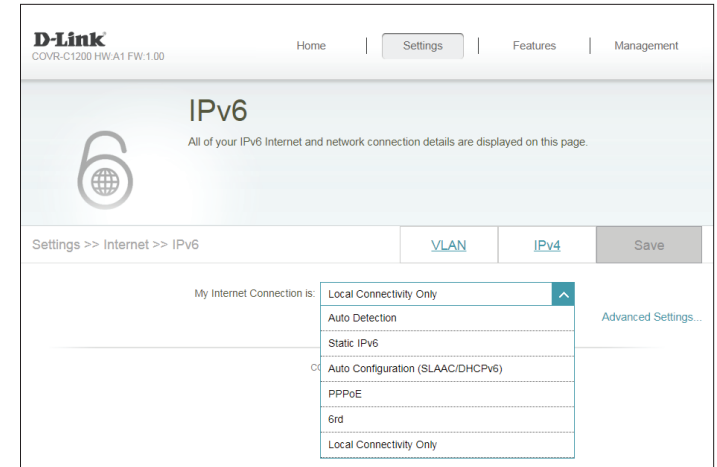 D-Link
COVR-C1200 HW:A1 FW:1.00
Home | Settings | Features | Management
IPv6
All of your IPv6 Internet and network connection details are displayed on this page.
Settings >> Internet >> IPv6
VLAN
IPv4
Save
My Internet Connection is: Local Connectivity Only
Advanced Settings...
Auto Detection
Static IPv6
Auto Configuration (SLAAC/DHCPv6)
PPPoE
6rd
Local Connectivity Only